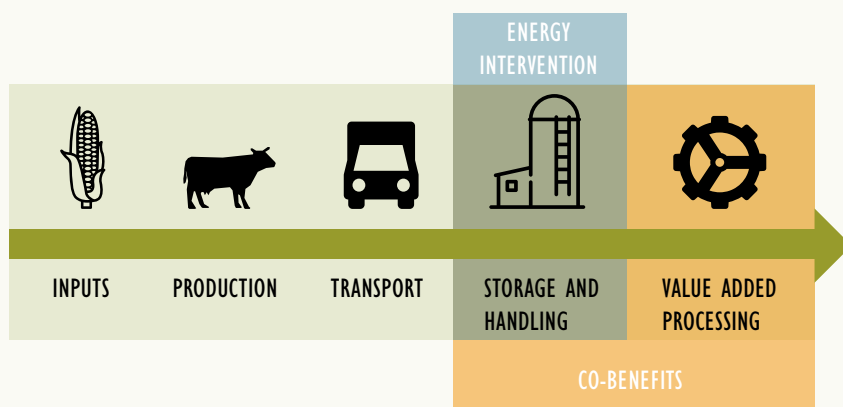 ENERGY
INTERVENTION
INPUTS
PRODUCTION
TRANSPORT
STORAGE AND
HANDLING
VALUE ADDED
PROCESSING
CO-BENEFITS